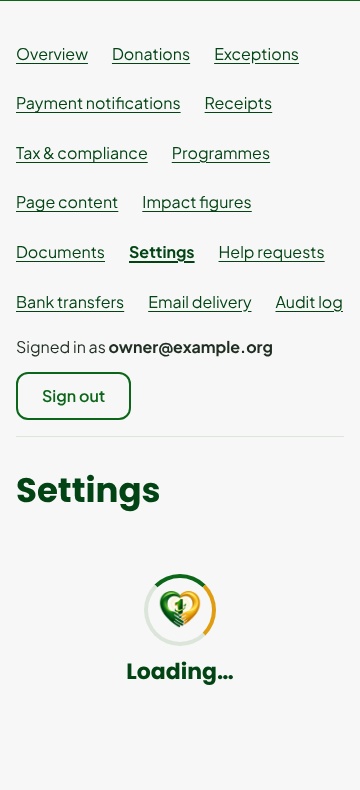 Overview Donations Exceptions
Payment notifications Receipts
Tax & compliance Programmes
Page content Impact figures
Documents Settings Help requests
Bank transfers Email delivery Audit log
Signed in as owner@example.org
Sign out
Settings
Loading...